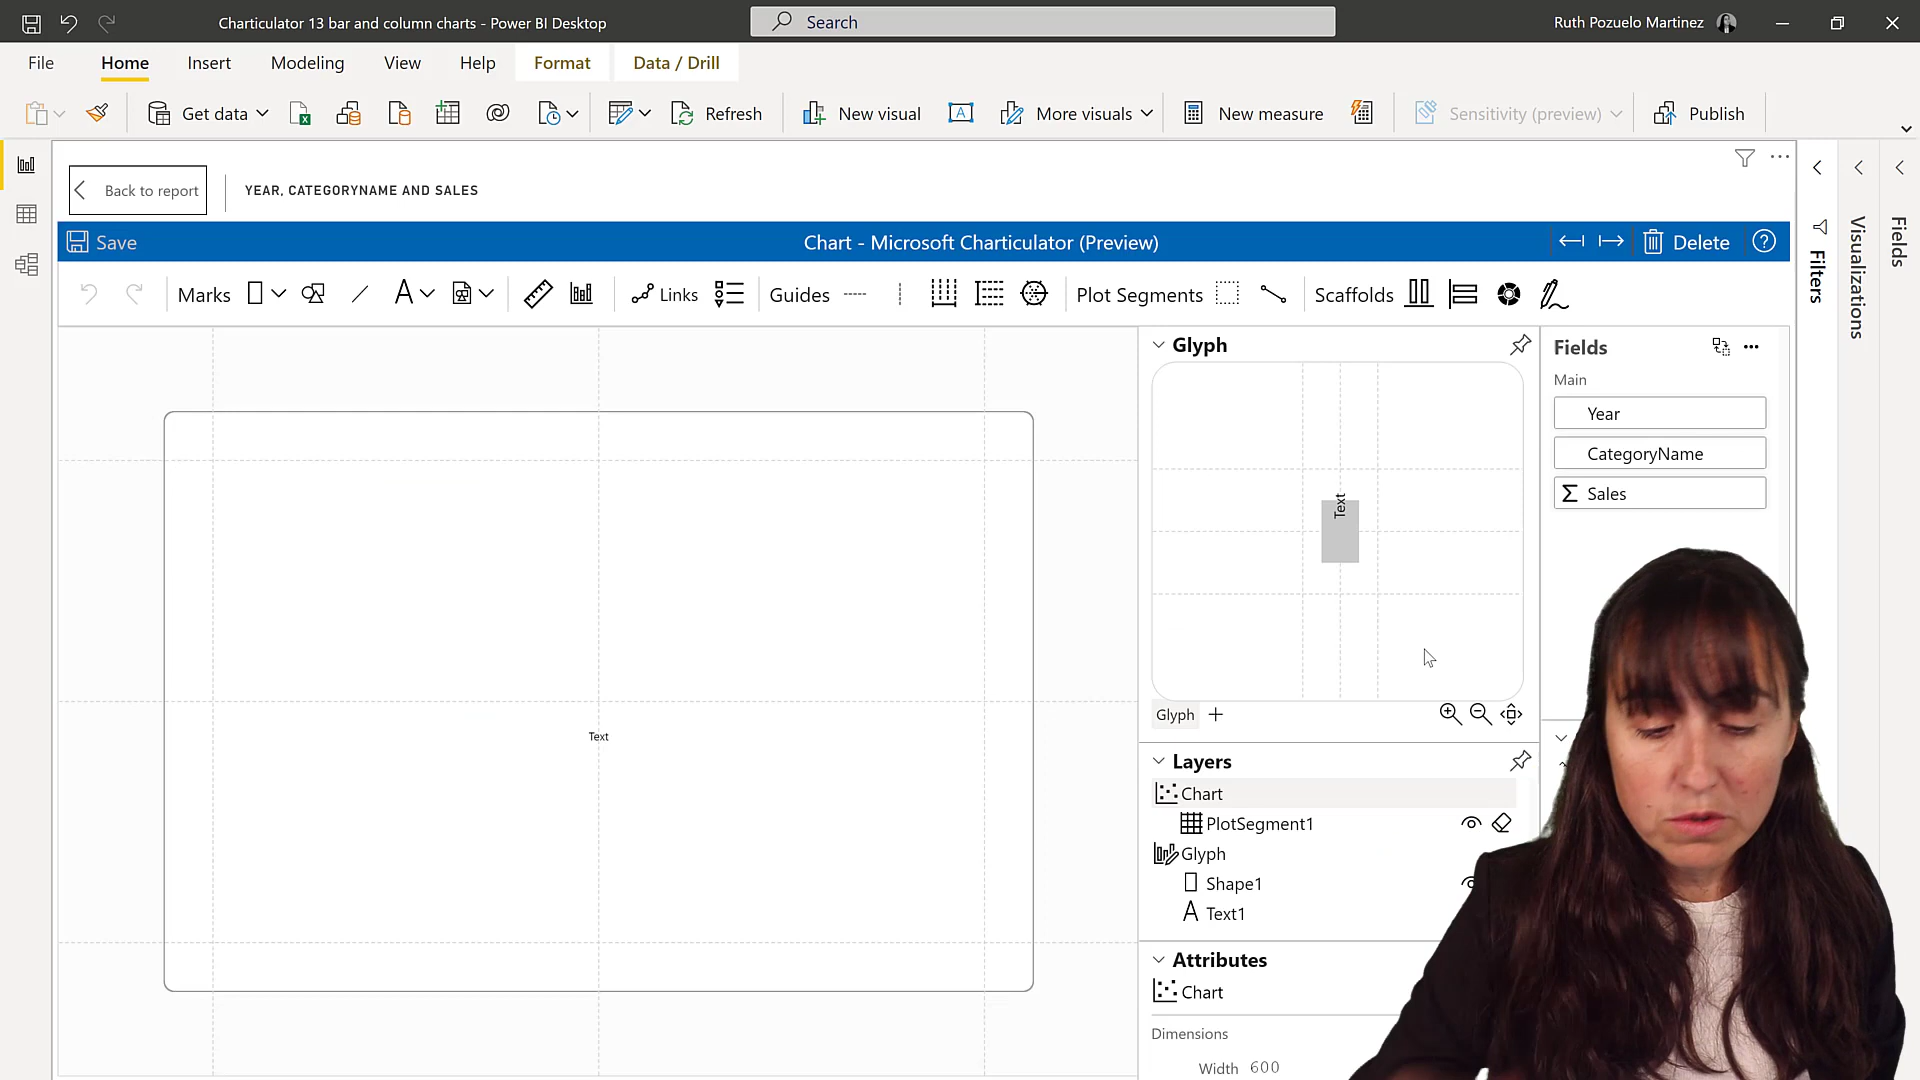 Charticulator 13 bar and column charts - Power BI Desktop
Search
Ruth Pozuelo Martinez
File Home Insert Modeling View Help Format Data / Drill
Get data Refresh New visual More visuals New measure Sensitivity (preview) Publish
Back to report YEAR, CATEGORYNAME AND SALES
Save Chart - Microsoft Charticulator (Preview) Delete
Marks Links Guides Plot Segments Scaffolds
Glyph
Text
Glyph
Layers
Chart
PlotSegment1
Glyph
Shape1
Text1
Attributes
Chart
Dimensions
Width 600
Text
Fields
Main
Year
CategoryName
Σ Sales
Filters
Visualizations
Fields